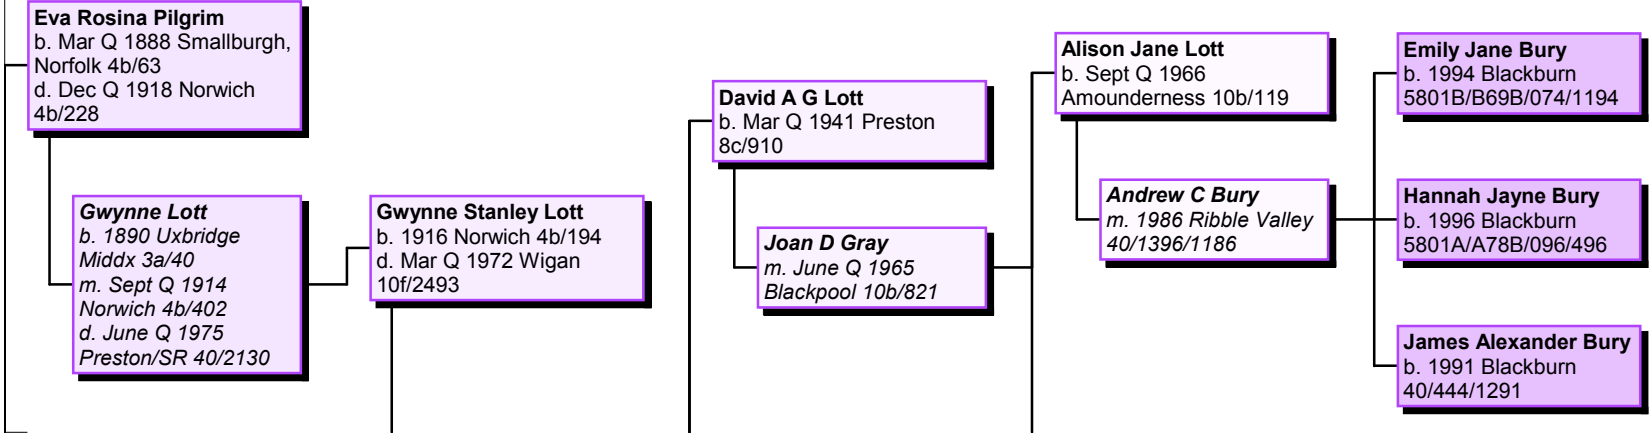 Eva Rosina Pilgrim
b. Mar Q 1888 Smallburgh,
Norfolk 4b/63
d. Dec Q 1918 Norwich
4b/228
Gwynne Lott
b. 1890 Uxbridge
Middx 3a/40
m. Sept Q 1914
Norwich 4b/402
d. June Q 1975
Preston/SR 40/2130
Gwynne Stanley Lott
b. 1916 Norwich 4b/194
d. Mar Q 1972 Wigan
10f/2493
David A G Lott
b. Mar Q 1941 Preston
8c/910
Joan D Gray
m. June Q 1965
Blackpool 10b/821
Alison Jane Lott
b. Sept Q 1966
Amounderness 10b/119
Andrew C Bury
m. 1986 Ribble Valley
40/1396/1186
Emily Jane Bury
b. 1994 Blackburn
5801B/B69B/074/1194
Hannah Jayne Bury
b. 1996 Blackburn
5801A/A78B/096/496
James Alexander Bury
b. 1991 Blackburn
40/444/1291